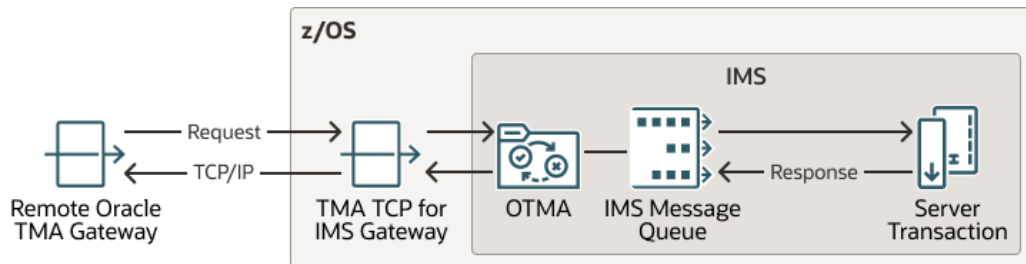 z/OS
IMS
Request
TCP/IP
Response
Remote Oracle
TMA Gateway
TMA TCP for
IMS Gateway
OTMA
IMS Message
Queue
Server
Transaction